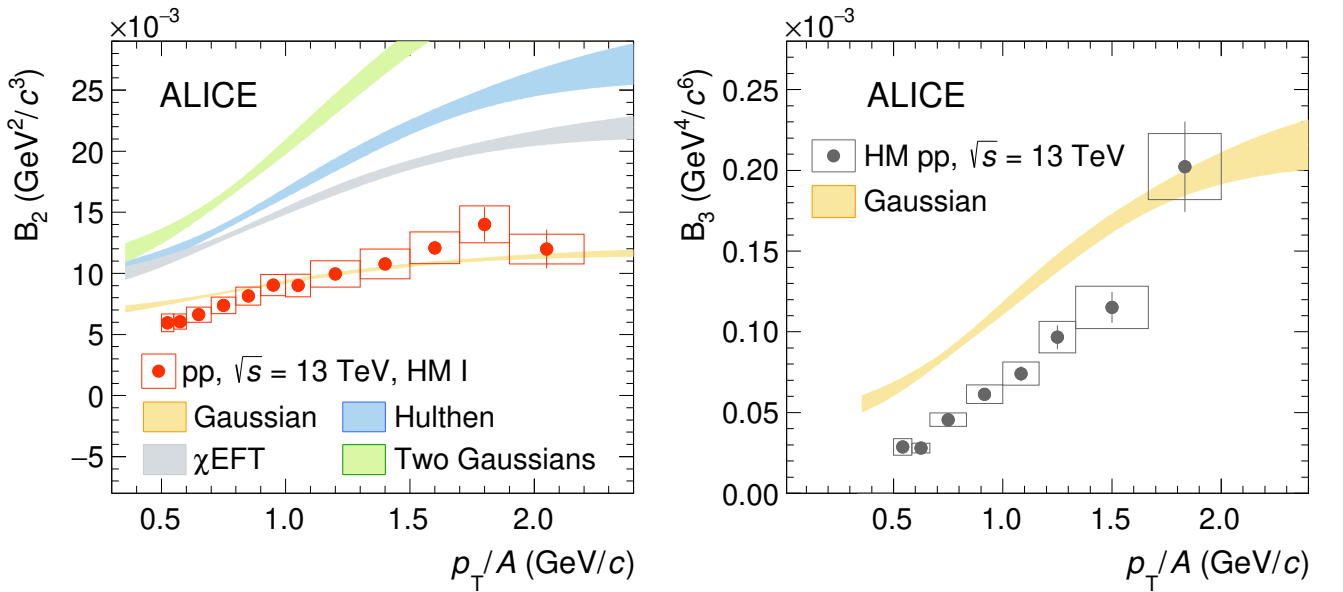 ×10⁻³
ALICE
B₂ (GeV²/c³)
25
20
15
10
5
0
−5
pp, √s = 13 TeV, HM I
Gaussian
Hulthen
χEFT
Two Gaussians
0.5 1.0 1.5 2.0
p_T/A (GeV/c)
×10⁻³
ALICE
B₃ (GeV⁴/c⁶)
0.25
0.20
0.15
0.10
0.05
0.00
HM pp, √s = 13 TeV
Gaussian
0.5 1.0 1.5 2.0
p_T/A (GeV/c)